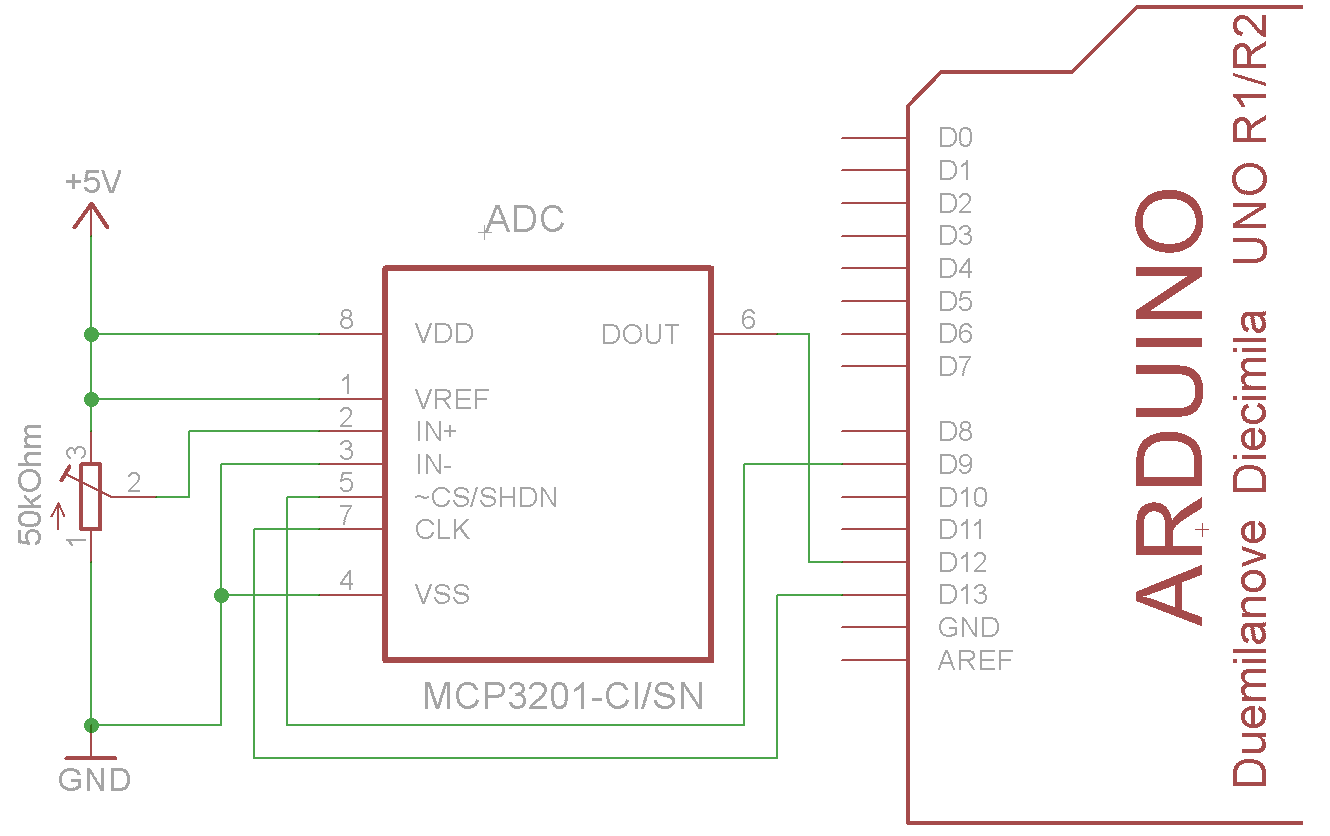 +5V
ADC
8
VDD
DOUT
6
1
VREF
2
IN+
3
IN-
5
~CS/SHDN
7
CLK
4
VSS
MCP3201-CI/SN
50kOhm
3
2
1
GND
D0
D1
D2
D3
D4
D5
D6
D7
D8
D9
D10
D11
D12
D13
GND
AREF
ARDUINO
Duemilanove Diecimila UNO R1/R2